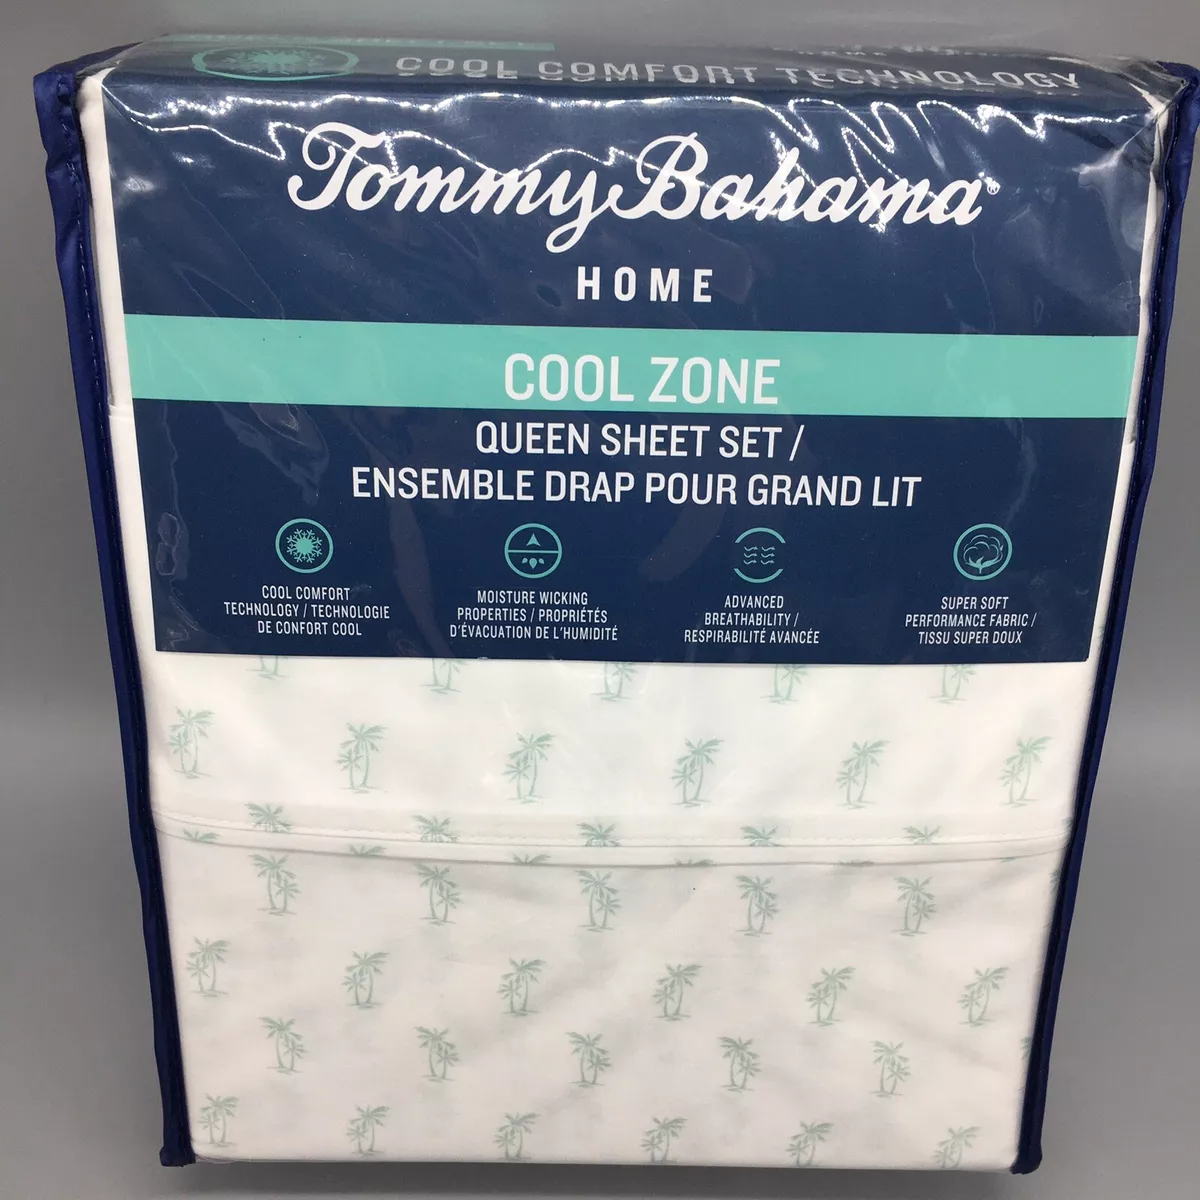 COOL COMFORT TECHNOLOGY
Tommy Bahama®
HOME
COOL ZONE
QUEEN SHEET SET /
ENSEMBLE DRAP POUR GRAND LIT
COOL COMFORT
TECHNOLOGY / TECHNOLOGIE
DE CONFORT COOL
MOISTURE WICKING
PROPERTIES / PROPRIÉTÉS
D'ÉVACUATION DE L'HUMIDITÉ
ADVANCED
BREATHABILITY /
RESPIRABILITÉ AVANCÉE
SUPER SOFT
PERFORMANCE FABRIC /
TISSU SUPER DOUX